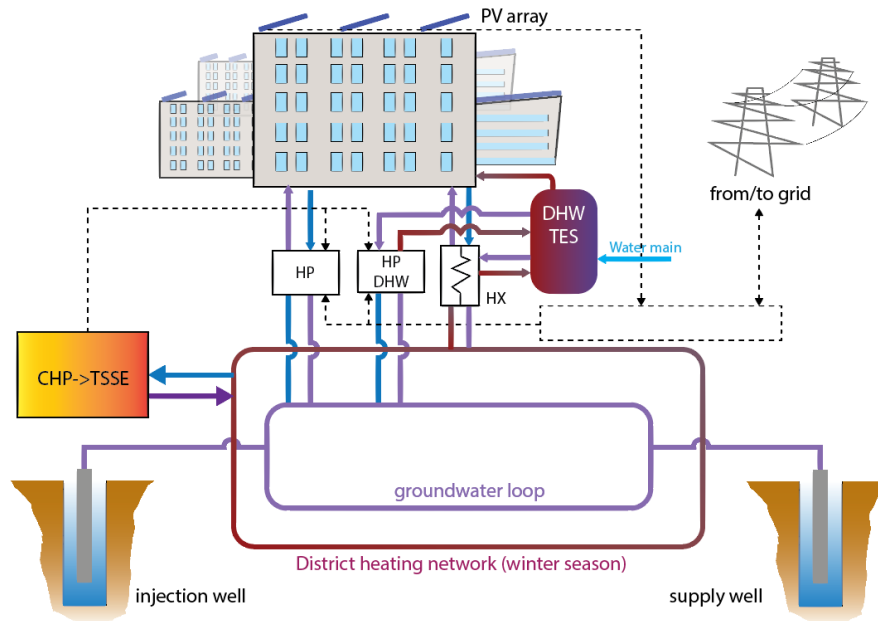 PV array
from/to grid
DHW
TES
Water main
HP
HP
DHW
HX
CHP->TSSE
groundwater loop
District heating network (winter season)
injection well
supply well